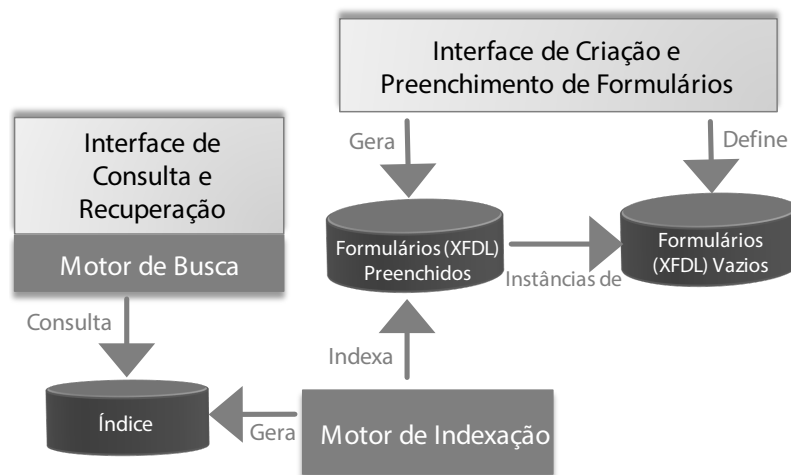 Interface de Criação e
Preenchimento de Formulários
Gera
Define
Interface de
Consulta e
Recuperação
Motor de Busca
Formulários (XFDL)
Preenchidos
Instâncias de
Formulários
(XFDL) Vazios
Consulta
Indexa
Índice
Gera
Motor de Indexação